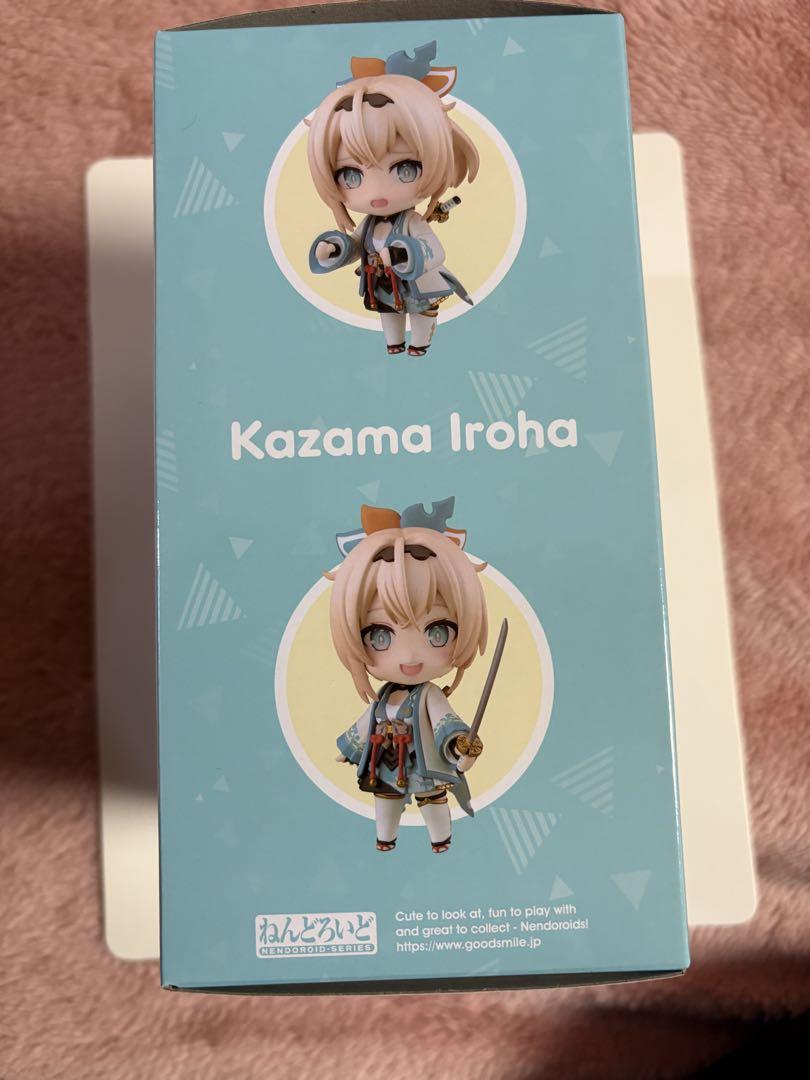 Kazama Iroha
ねんどろいど
NENDOROID-SERIES
Cute to look at, fun to play with
and great to collect - Nendoroids!
https://www.goodsmile.jp